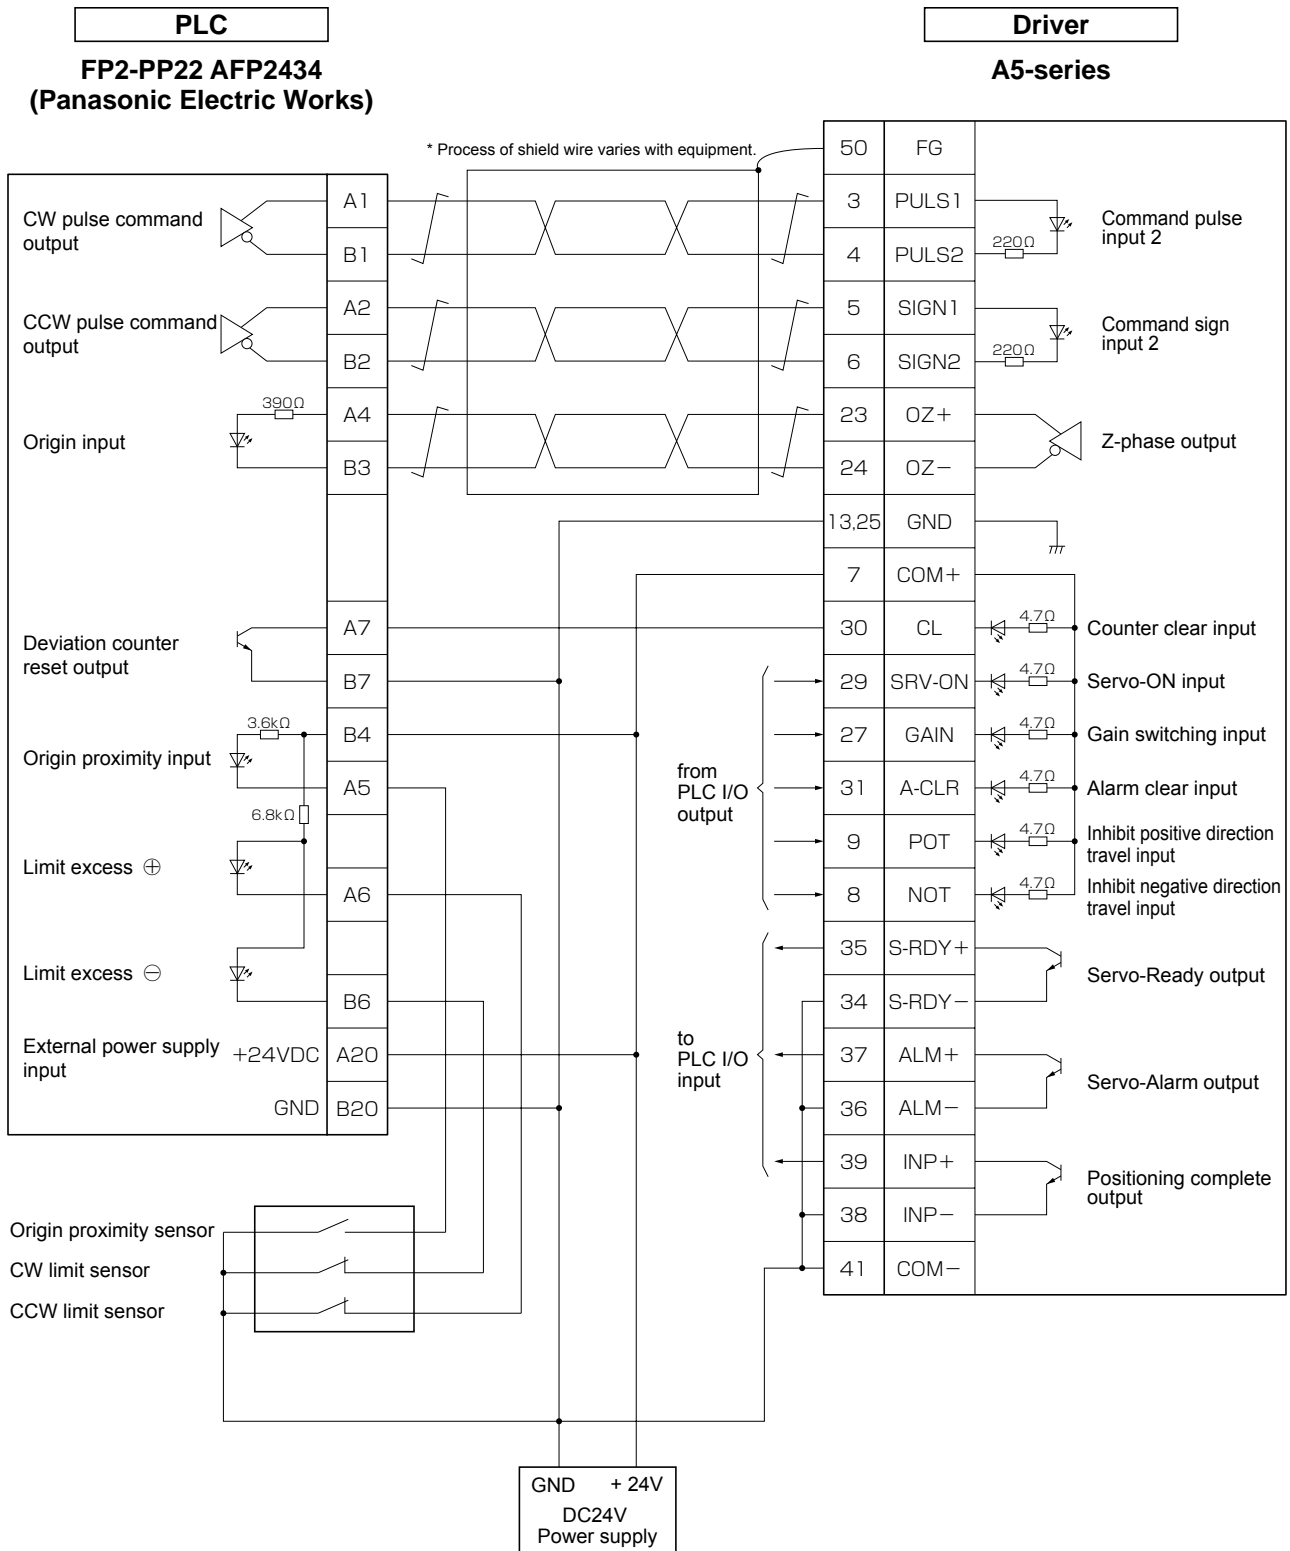 PLC
Driver
FP2-PP22 AFP2434
(Panasonic Electric Works)
A5-series
* Process of shield wire varies with equipment.
50 FG
CW pulse command
output
A1
B1
3 PULS1
4 PULS2
220Ω
Command pulse
input 2
CCW pulse command
output
A2
B2
5 SIGN1
6 SIGN2
220Ω
Command sign
input 2
Origin input
390Ω
A4
B3
23 OZ+
24 OZ−
Z-phase output
13,25 GND
7 COM+
Deviation counter
reset output
A7
B7
30 CL 4.7Ω Counter clear input
29 SRV-ON 4.7Ω Servo-ON input
Origin proximity input
3.6kΩ
B4
A5
6.8kΩ
from
PLC I/O
output
27 GAIN 4.7Ω Gain switching input
31 A-CLR 4.7Ω Alarm clear input
9 POT 4.7Ω Inhibit positive direction
travel input
8 NOT 4.7Ω Inhibit negative direction
travel input
Limit excess ⊕
A6
Limit excess ⊖
B6
35 S-RDY+
34 S-RDY−
Servo-Ready output
External power supply
input
+24VDC A20
GND B20
to
PLC I/O
input
37 ALM+
36 ALM−
Servo-Alarm output
39 INP+
38 INP−
Positioning complete
output
41 COM−
Origin proximity sensor
CW limit sensor
CCW limit sensor
GND + 24V
DC24V
Power supply